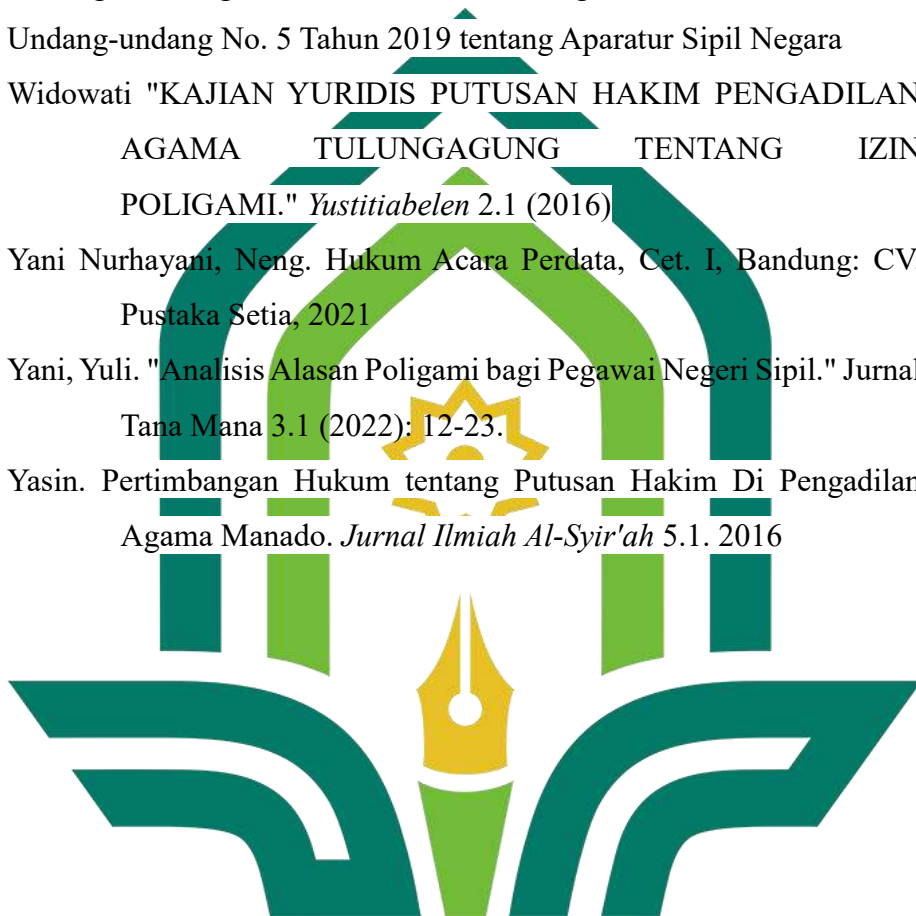 Undang-undang No. 5 Tahun 2019 tentang Aparatur Sipil Negara
Widowati "KAJIAN YURIDIS PUTUSAN HAKIM PENGADILAN
AGAMA TULUNGAGUNG TENTANG IZIN
POLIGAMI." Yustitiabelen 2.1 (2016)
Yani Nurhayani, Neng. Hukum Acara Perdata, Cet. I, Bandung: CV.
Pustaka Setia, 2021
Yani, Yuli. "Analisis Alasan Poligami bagi Pegawai Negeri Sipil." Jurnal
Tana Mana 3.1 (2022): 12-23.
Yasin. Pertimbangan Hukum tentang Putusan Hakim Di Pengadilan
Agama Manado. Jurnal Ilmiah Al-Syir'ah 5.1. 2016